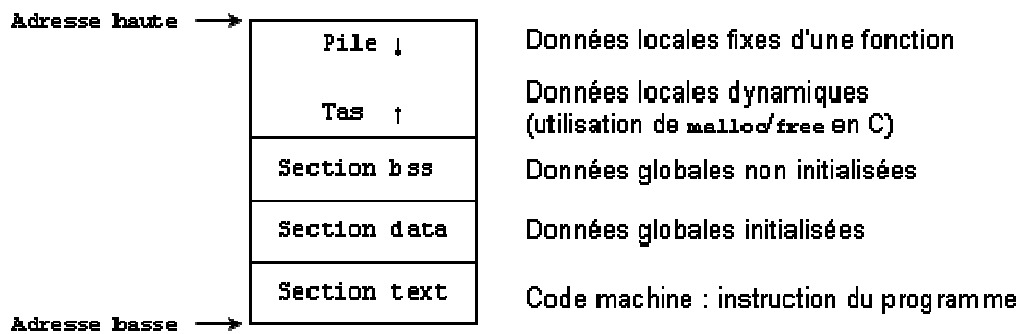 Adresse haute
Pile ↓
Données locales fixes d'une fonction
Tas ↑
Données locales dynamiques
(utilisation de malloc/free en C)
Section bss
Données globales non initialisées
Section data
Données globales initialisées
Section text
Code machine : instruction du programme
Adresse basse